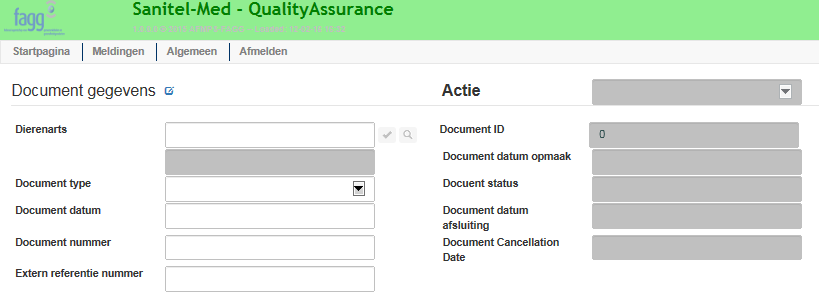 fagg
Sanitel-Med - QualityAssurance
Startpagina
Meldingen
Algemeen
Afmelden
Document gegevens
Actie
Dierenarts
Document ID
0
Document datum opmaak
Document type
Docuent status
Document datum
Document datum
afsluiting
Document nummer
Document Cancellation
Date
Extern referentie nummer